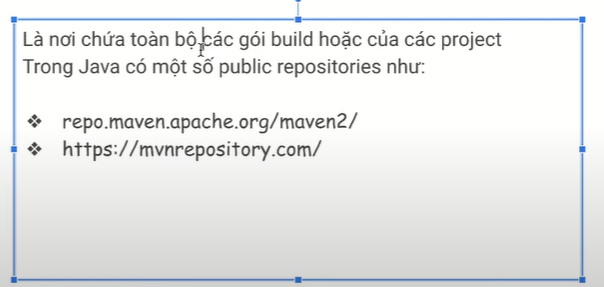 Là nơi chứa toàn bộ các gói build hoặc của các project
Trong Java có một số public repositories như:
❖ repo.maven.apache.org/maven2/
❖ https://mvnrepository.com/